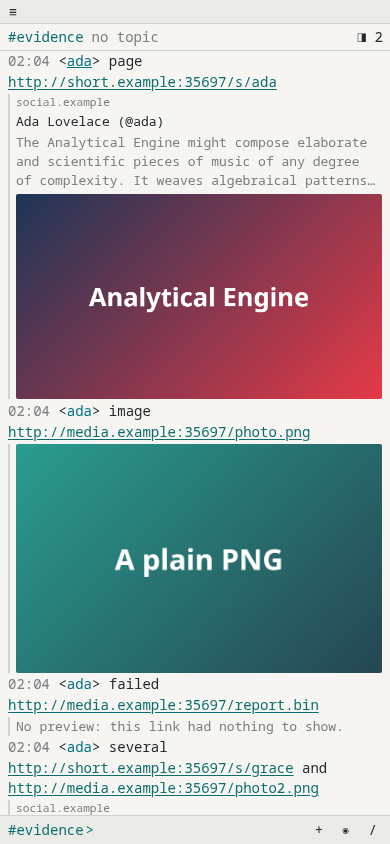 ≡
#evidence no topic ◨ 2
02:04 <ada> page
http://short.example:35697/s/ada
social.example
Ada Lovelace (@ada)
The Analytical Engine might compose elaborate
and scientific pieces of music of any degree
of complexity. It weaves algebraical patterns…
Analytical Engine
02:04 <ada> image
http://media.example:35697/photo.png
A plain PNG
02:04 <ada> failed
http://media.example:35697/report.bin
No preview: this link had nothing to show.
02:04 <ada> several
http://short.example:35697/s/grace and
http://media.example:35697/photo2.png
social.example
#evidence> + ◉ /